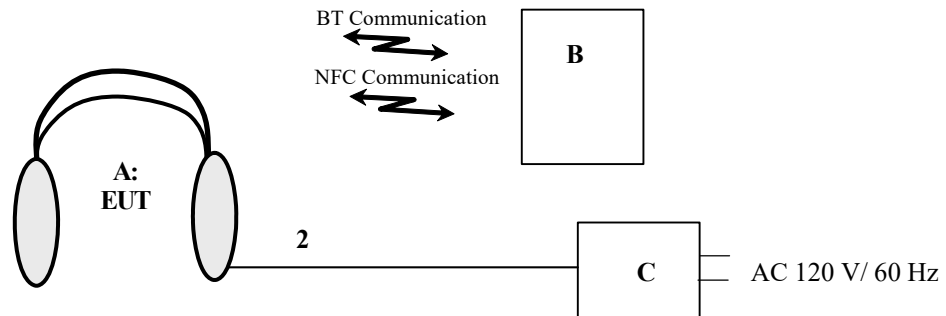 BT Communication
B
NFC Communication
A:
EUT
2
C
AC 120 V/ 60 Hz